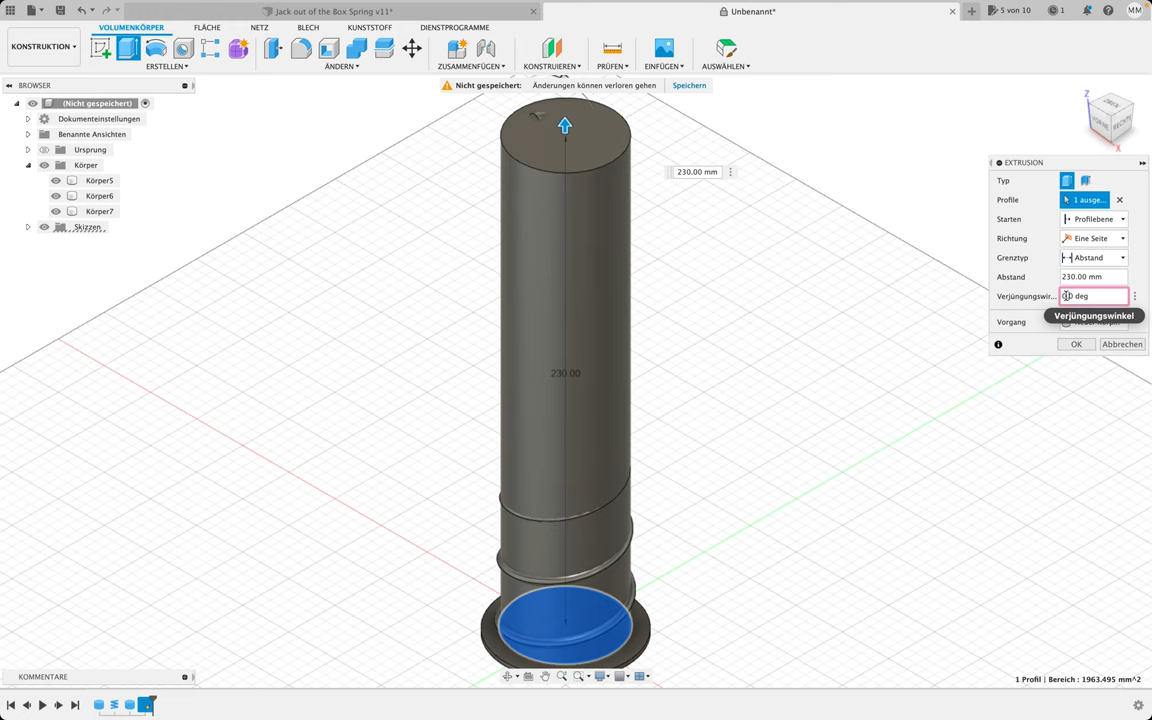 Jack out of the Box Spring v11*
Unbenannt*
5 von 10
1
MM
KONSTRUKTION
VOLUMENKÖRPER
FLÄCHE
NETZ
BLECH
KUNSTSTOFF
DIENSTPROGRAMME
ERSTELLEN
ÄNDERN
ZUSAMMENFÜGEN
KONSTRUIEREN
PRÜFEN
EINFÜGEN
AUSWÄHLEN
BROWSER
Nicht gespeichert: Änderungen können verloren gehen Speichern
(Nicht gespeichert)
Dokumenteinstellungen
Benannte Ansichten
Ursprung
Körper
Körper5
Körper6
Körper7
Skizzen
230.00 mm
230.00
Z
VORNE
RECHTS
X
EXTRUSION
Typ
Profile 1 ausge...
Starten Profilebene
Richtung Eine Seite
Grenztyp Abstand
Abstand 230.00 mm
Verjüngungswir... deg
Verjüngungswinkel
Vorgang
OK Abbrechen
KOMMENTARE
1 Profil | Bereich : 1963.495 mm^2